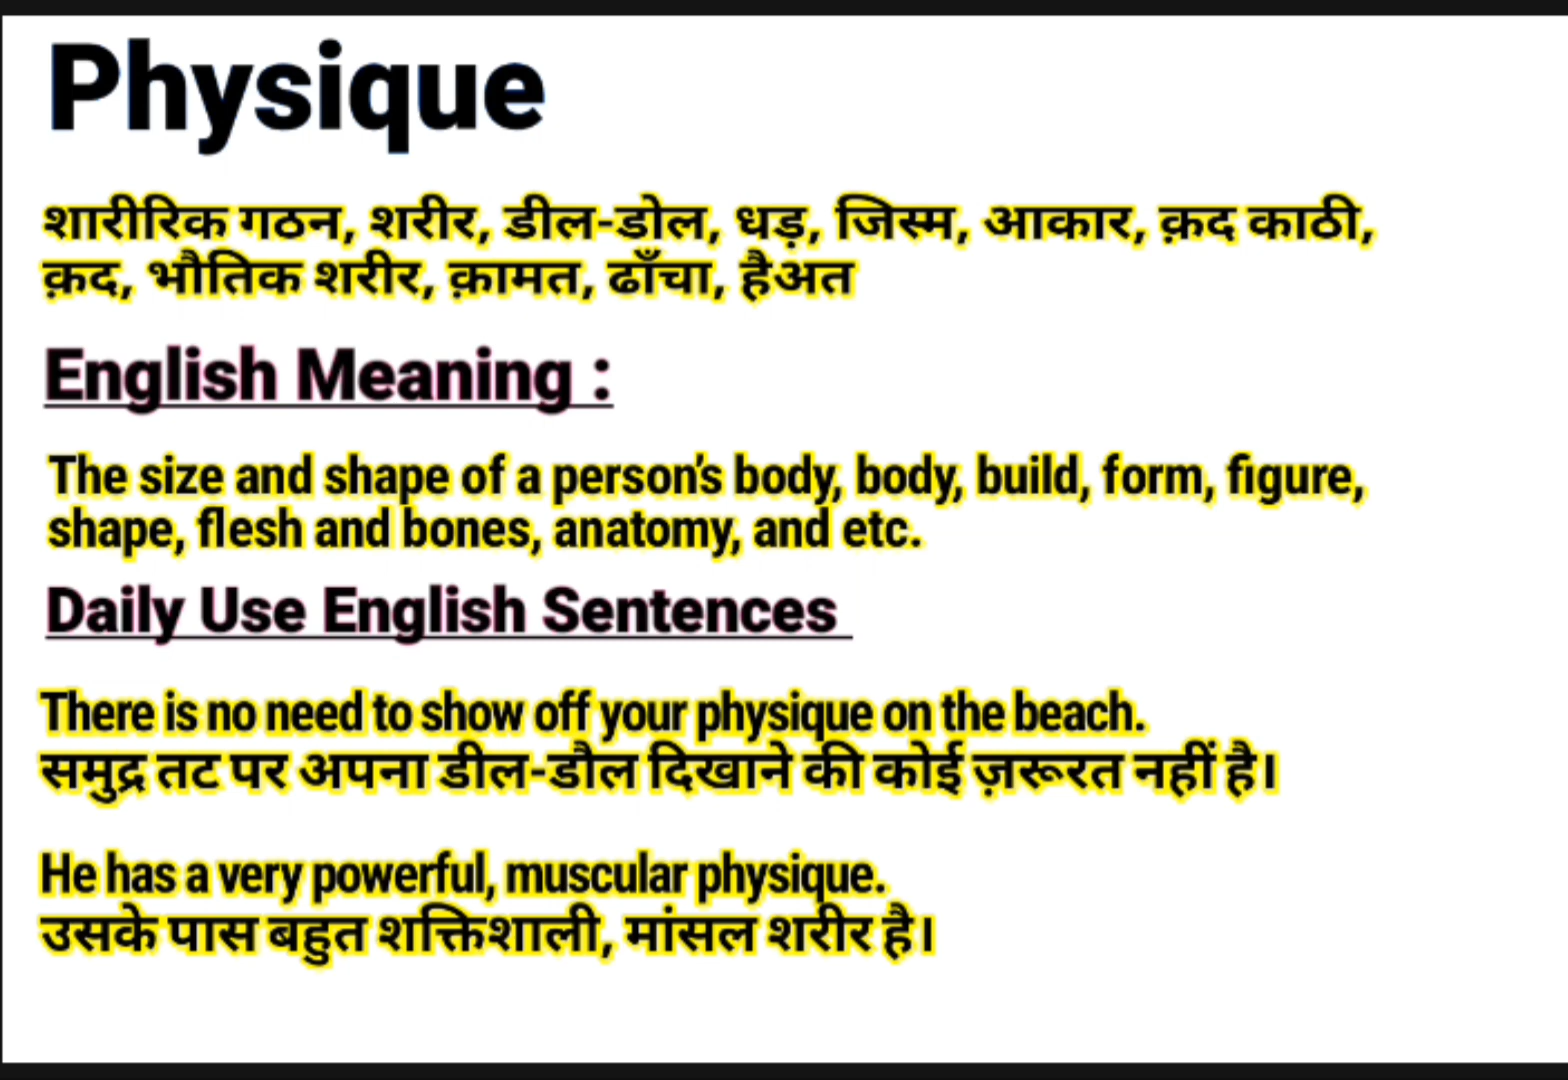 Physique
शारीरिक गठन, शरीर, डील-डोल, धड़, जिस्म, आकार, क़द काठी,
क़द, भौतिक शरीर, क़ामत, ढाँचा, हैअत
English Meaning :
The size and shape of a person's body, body, build, form, figure,
shape, flesh and bones, anatomy, and etc.
Daily Use English Sentences
There is no need to show off your physique on the beach.
समुद्र तट पर अपना डील-डौल दिखाने की कोई ज़रूरत नहीं है।
He has a very powerful, muscular physique.
उसके पास बहुत शक्तिशाली, मांसल शरीर है।